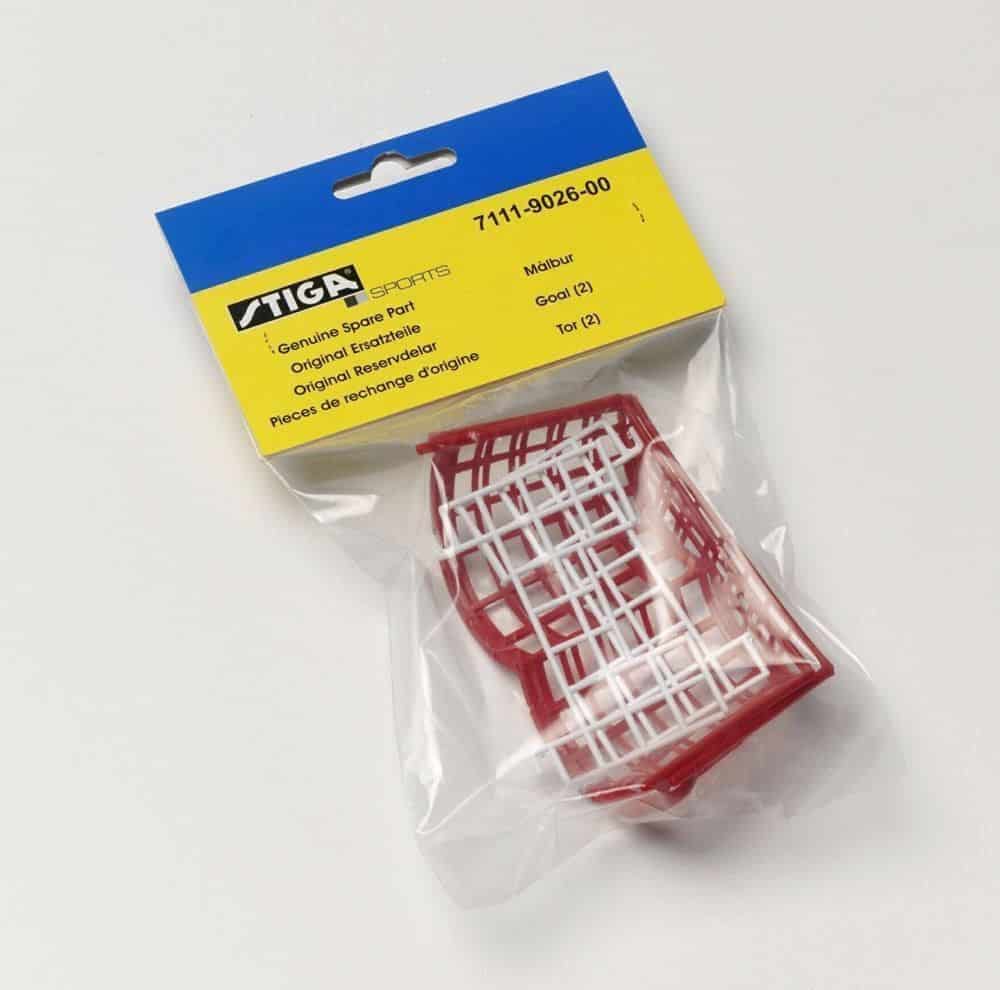 7111-9026-00
STIGA® SPORTS
Genuine Spare Part
Original Ersatzteile
Original Reservdelar
Pieces de rechange d'origine
Målbur
Goal (2)
Tor (2)